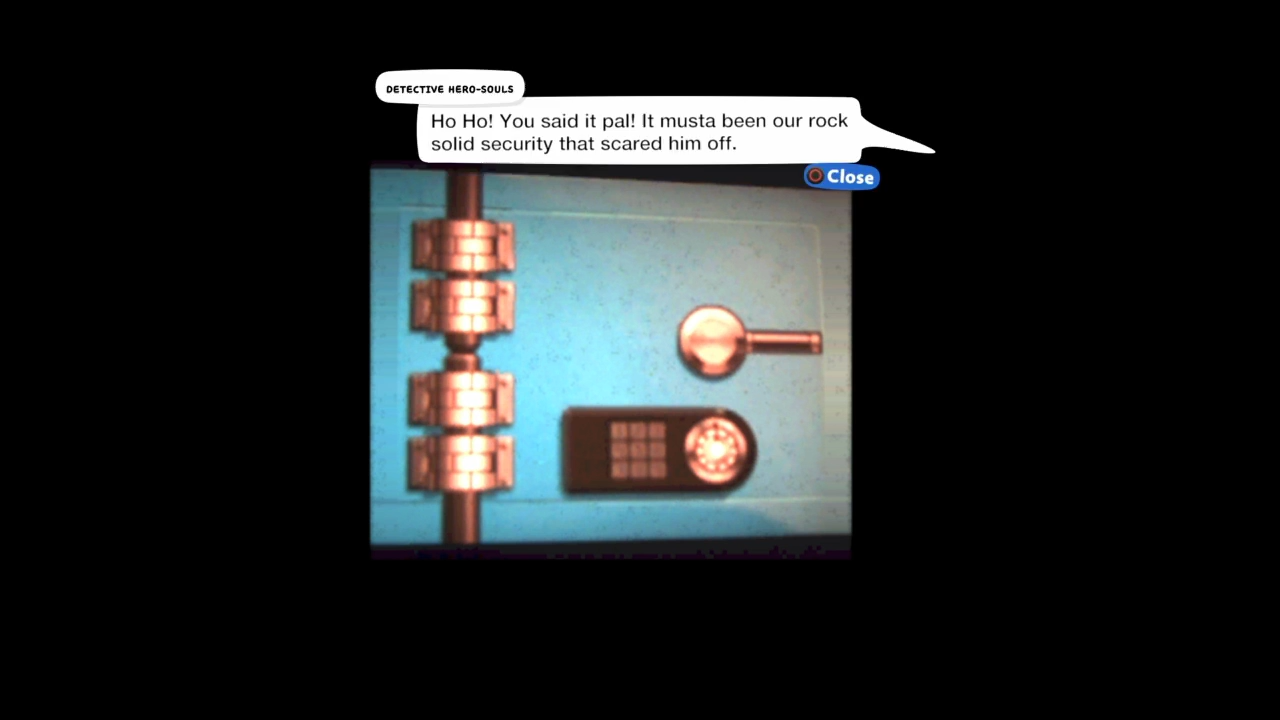 DETECTIVE HERO-SOULS
Ho Ho! You said it pal! It musta been our rock
solid security that scared him off.
Close